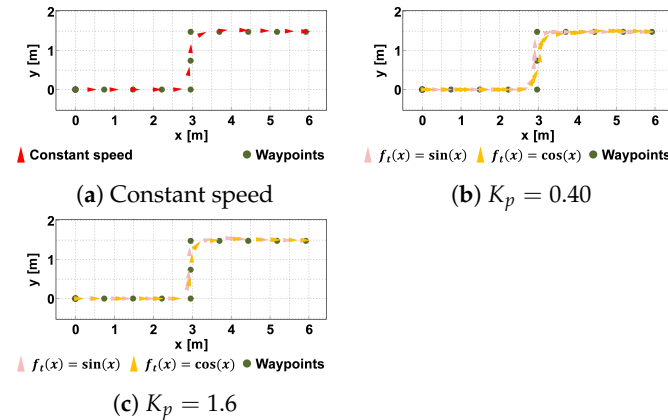 2
y [m]
1
0
0 1 2 3 4 5 6
x [m]
Constant speed Waypoints
(a) Constant speed
2
y [m]
1
0
0 1 2 3 4 5 6
x [m]
f_t(x) = sin(x) f_t(x) = cos(x) Waypoints
(b) K_p = 0.40
2
y [m]
1
0
0 1 2 3 4 5 6
x [m]
f_t(x) = sin(x) f_t(x) = cos(x) Waypoints
(c) K_p = 1.6